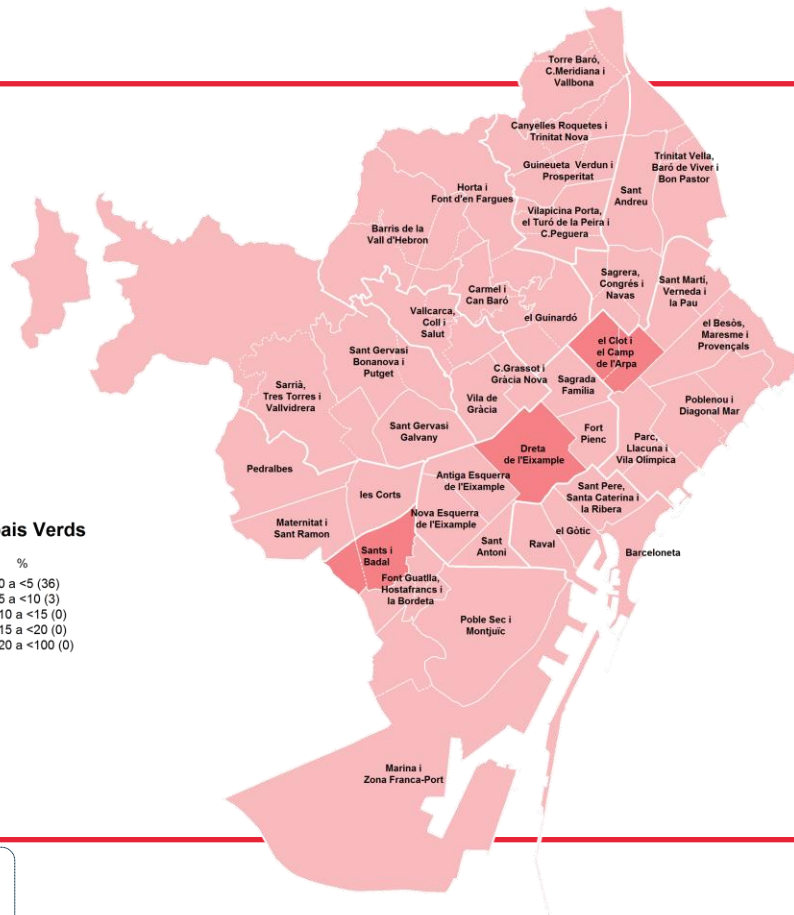 Torre Baró,
C.Meridiana i
Vallbona
Canyelles Roquetes i
Trinitat Nova
Guineueta Verdun i
Prosperitat
Trinitat Vella,
Baró de Viver i
Bon Pastor
Sant
Andreu
Horta i
Font d'en Fargues
Vilapicina Porta,
el Turó de la Peira i
C.Peguera
Barris de la
Vall d'Hebron
Sagrera,
Congrés i
Navas
Sant Martí,
Verneda i
la Pau
Carmel i
Can Baró
Vallcarca,
Coll i
Salut
el Guinardó
el Besòs,
Maresme i
Provençals
el Clot i
el Camp
de l'Arpa
Sant Gervasi
Bonanova i
Putget
C.Grassot i
Gràcia Nova
Sagrada
Família
Sarrià,
Tres Torres i
Vallvidrera
Vila de
Gràcia
Poblenou i
Diagonal Mar
Sant Gervasi
Galvany
Fort
Pienc
Parc,
Llacuna i
Vila Olímpica
Dreta
de l'Eixample
Pedralbes
Antiga Esquerra
de l'Eixample
Sant Pere,
Santa Caterina i
la Ribera
les Corts
Maternitat i
Sant Ramon
Nova Esquerra
de l'Eixample
el Gòtic
Sant
Antoni
Raval
Barceloneta
Sants i
Badal
Font Guatlla,
Hostafrancs i
la Bordeta
Poble Sec i
Montjuïc
Marina i
Zona Franca-Port
ais Verds
%
0 a <5 (36)
5 a <10 (3)
10 a <15 (0)
15 a <20 (0)
20 a <100 (0)